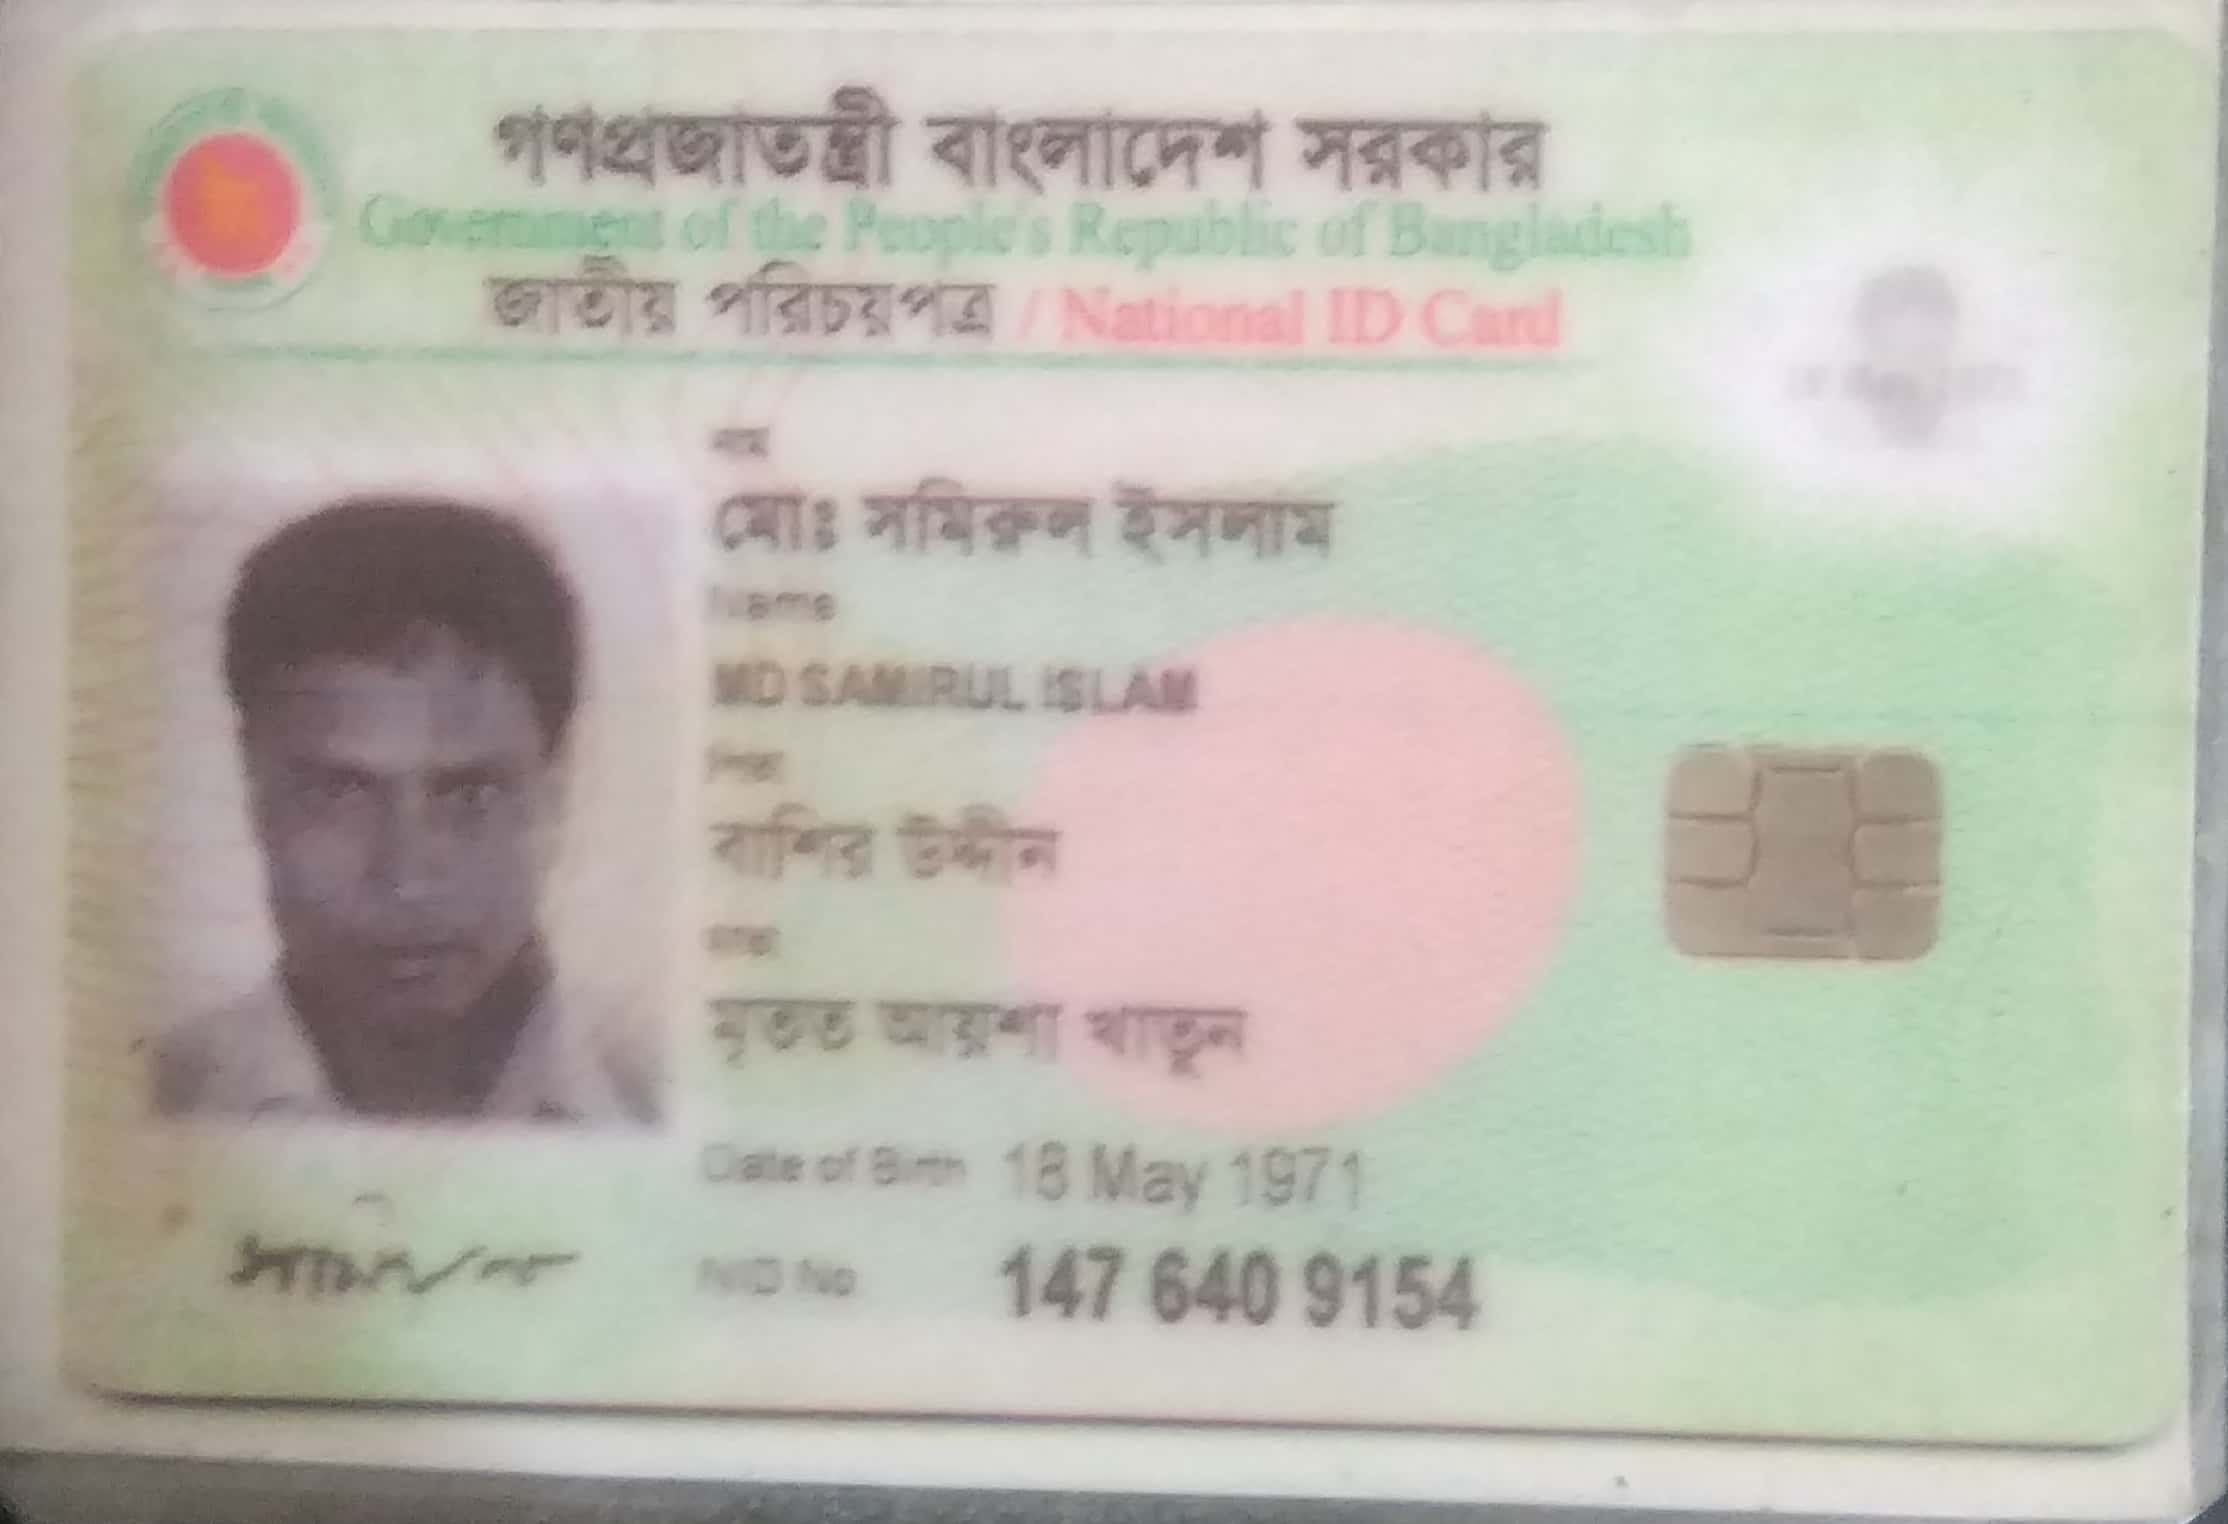 গণপ্রজাতন্ত্রী বাংলাদেশ সরকার
Government of the People's Republic of Bangladesh
জাতীয় পরিচয়পত্র / National ID Card
নাম
মোঃ সমিরুল ইসলাম
Name
MD SAMIRUL ISLAM
পিতা
বাশির উদ্দীন
মাতা
মৃতত আয়শা খাতুন
Date of Birth 18 May 1971
NID No 147 640 9154